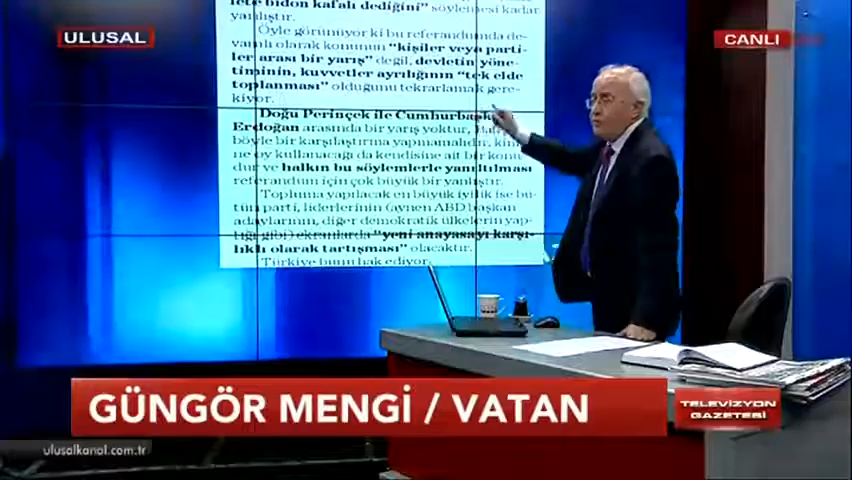 lete bidon kafalı dediğini" söylemesi kadar
yanlıştır.
Öyle görünüyor ki bu referandumda de-
vamlı olarak konunun "kişiler veya parti-
ler arası bir yarış" değil, devletin yöne-
timinin, kuvvetler ayrılığının "tek elde
toplanması" olduğunu tekrarlamak gere-
kiyor.
Doğu Perinçek ile Cumhurbaşkanı
Erdoğan arasında bir yarış yoktur,
böyle bir karşılaştırma yapmamalıdır, kimin
ne oy kullanacağı da kendisine ait bir konu-
dur ve halkın bu söylemlerle yanıltılması
referandum için çok büyük bir yanlıştır.
Topluma yapılacak en büyük iyilik ise bü-
tün parti, liderlerinin (aynen ABD başkan
adaylarının, diğer demokratik ülkelerin yap-
tığı gibi) ekranlarda "yeni anayasayı karşı-
lıklı olarak tartışması" olacaktır.
Türkiye bunu hak ediyor.
ULUSAL
CANLI
GÜNGÖR MENGİ / VATAN
TELEVİZYON
GAZETESİ
ulusalkanal.com.tr